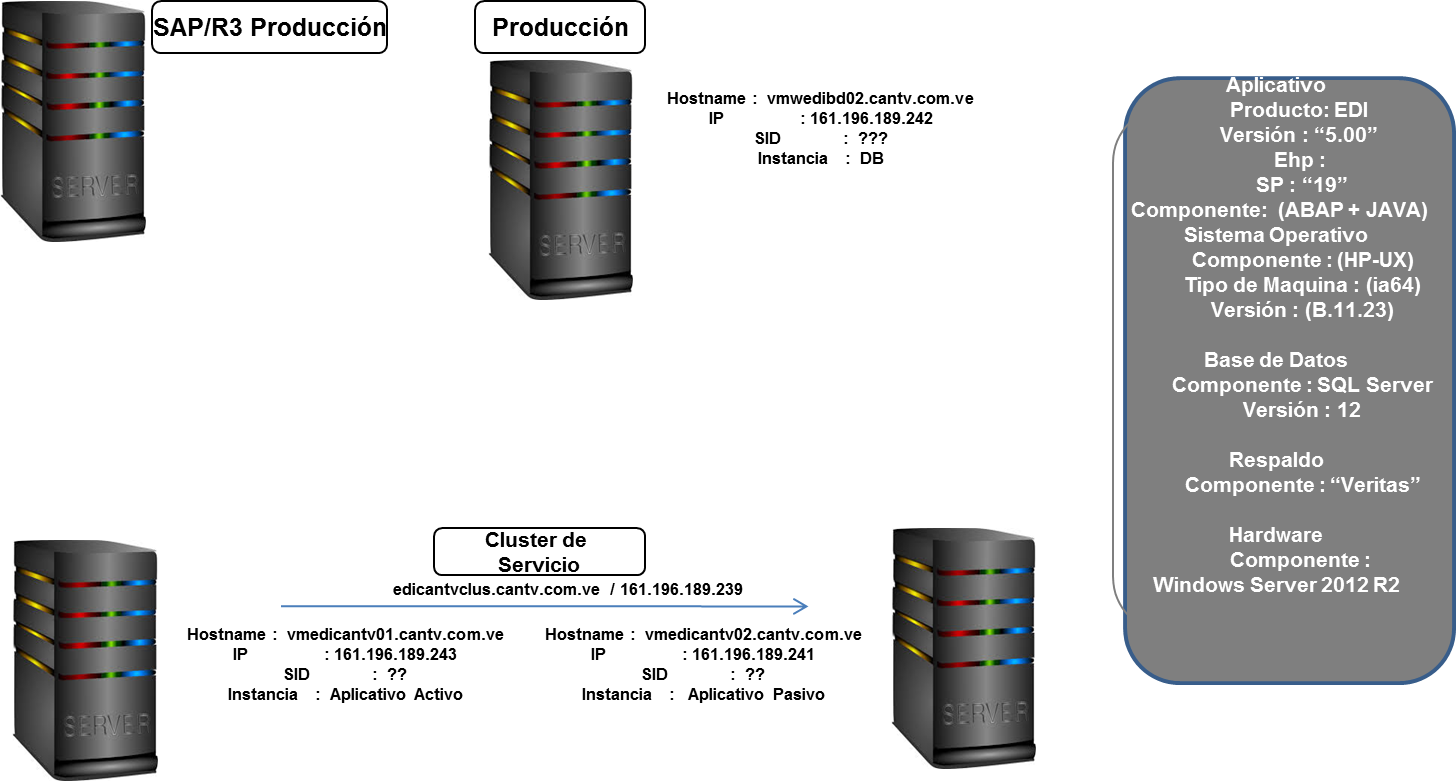 SAP/R3 Producción
SERVER
Producción
SERVER
Hostname : vmwedibd02.cantv.com.ve
IP : 161.196.189.242
SID : ???
Instancia : DB
Aplicativo
Producto: EDI
Versión : “5.00”
Ehp :
SP : “19”
Componente: (ABAP + JAVA)
Sistema Operativo
Componente : (HP-UX)
Tipo de Maquina : (ia64)
Versión : (B.11.23)
Base de Datos
Componente : SQL Server
Versión : 12
Respaldo
Componente : “Veritas”
Hardware
Componente :
Windows Server 2012 R2
Cluster de
Servicio
edicantvclus.cantv.com.ve / 161.196.189.239
SERVER
Hostname : vmedicantv01.cantv.com.ve
IP : 161.196.189.243
SID : ??
Instancia : Aplicativo Activo
Hostname : vmedicantv02.cantv.com.ve
IP : 161.196.189.241
SID : ??
Instancia : Aplicativo Pasivo
SERVER